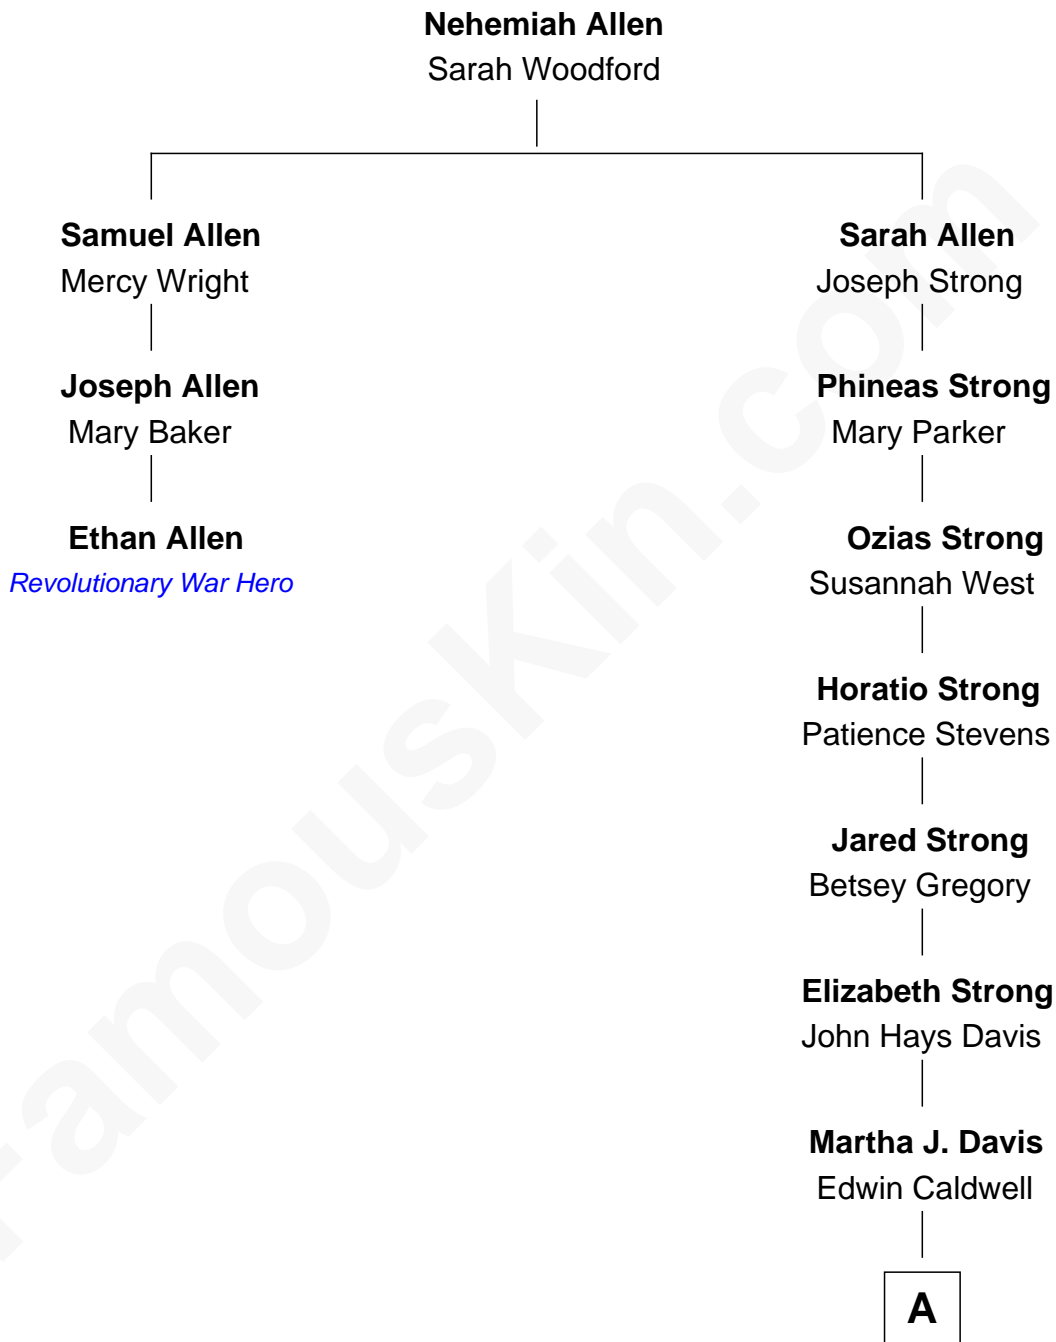 Nehemiah Allen
Sarah Woodford
Samuel Allen
Mercy Wright
Joseph Allen
Mary Baker
Ethan Allen
Revolutionary War Hero
Sarah Allen
Joseph Strong
Phineas Strong
Mary Parker
Ozias Strong
Susannah West
Horatio Strong
Patience Stevens
Jared Strong
Betsey Gregory
Elizabeth Strong
John Hays Davis
Martha J. Davis
Edwin Caldwell
A
FamousKin.com